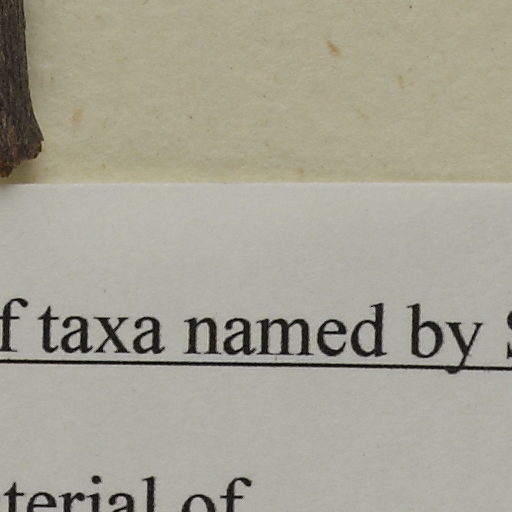 f taxa named by S
terial of